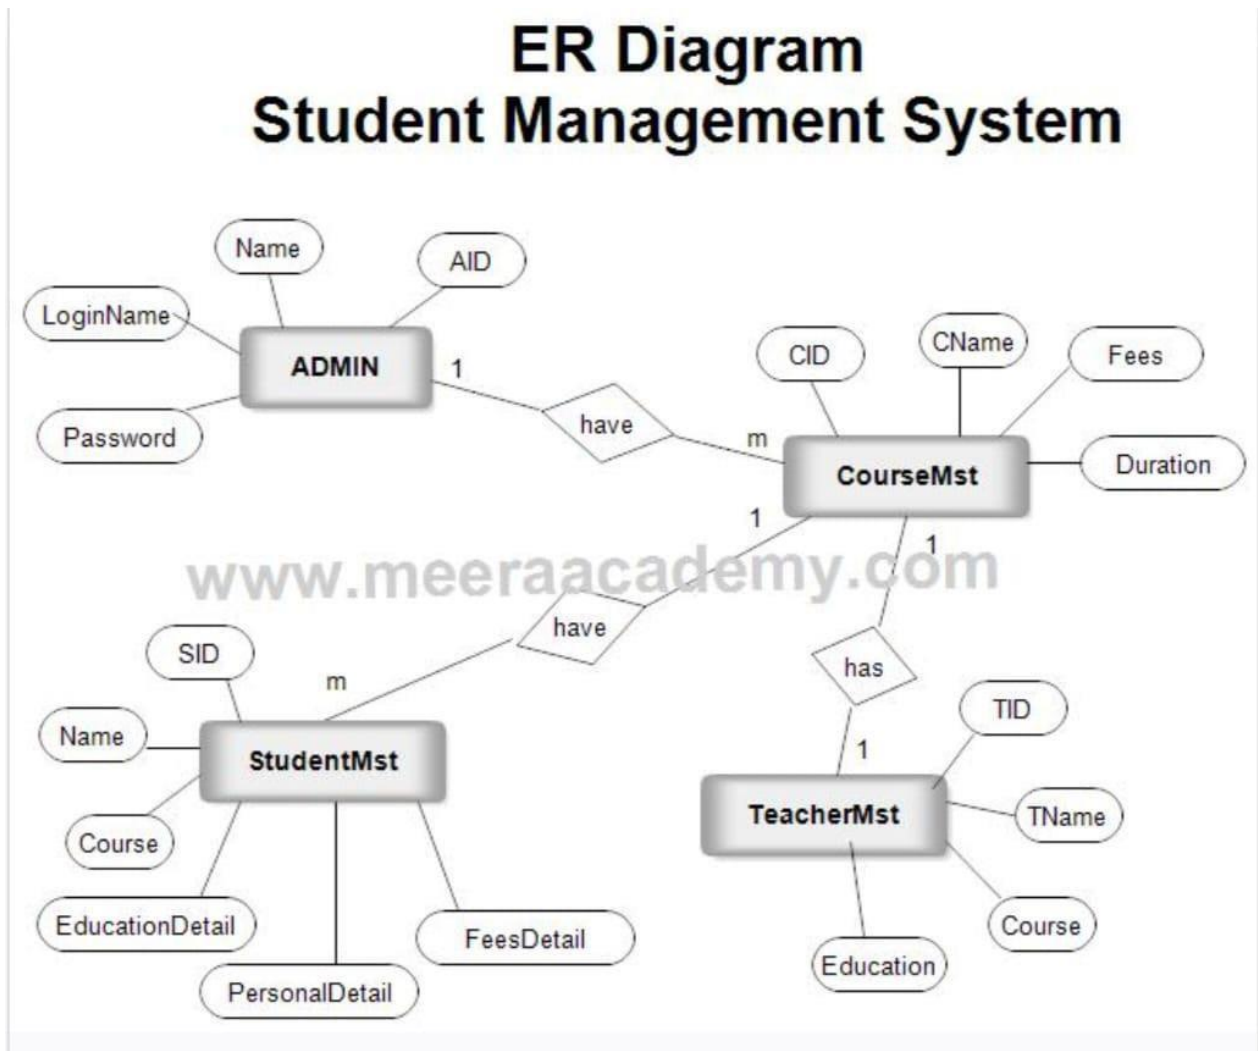 ER Diagram
Student Management System
Name
AID
LoginName
ADMIN
1
Password
have
m
CID
CName
Fees
CourseMst
Duration
1
1
www.meeraacademy.com
have
m
has
1
SID
Name
StudentMst
Course
EducationDetail
PersonalDetail
FeesDetail
TID
TeacherMst
TName
Course
Education